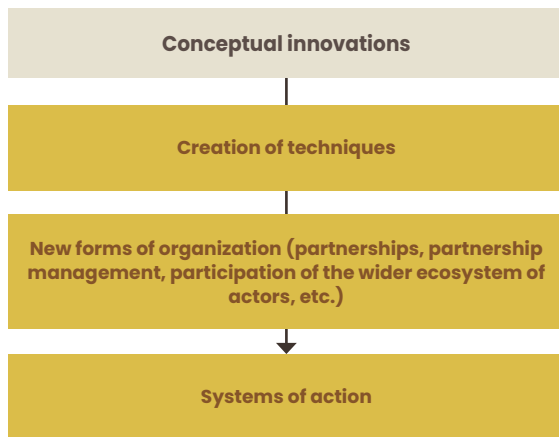 Conceptual innovations
Creation of techniques
New forms of organization (partnerships, partnership
management, participation of the wider ecosystem of
actors, etc.)
Systems of action